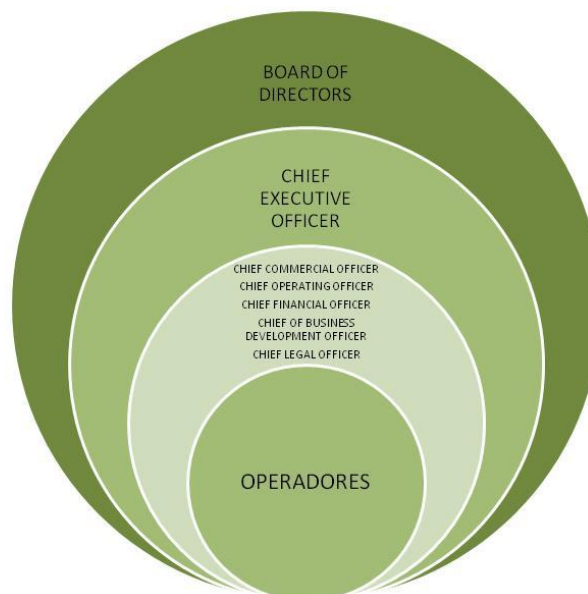 BOARD OF
DIRECTORS
CHIEF
EXECUTIVE
OFFICER
CHIEF COMMERCIAL OFFICER
CHIEF OPERATING OFFICER
CHIEF FINANCIAL OFFICER
CHIEF OF BUSINESS
DEVELOPMENT OFFICER
CHIEF LEGAL OFFICER
OPERADORES